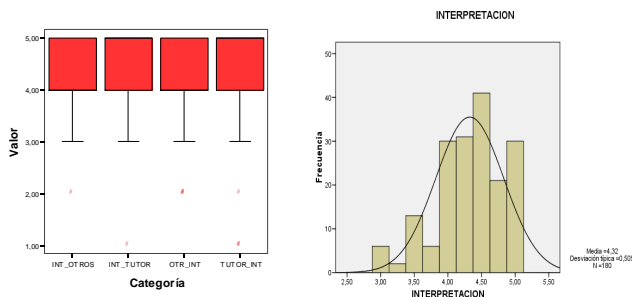 5,00
4,00
3,00
2,00
1,00
Valor
INT_OTROS
INT_TUTOR
OTR_INT
TUTOR_INT
Categoría
INTERPRETACION
50
40
30
20
10
0
Frecuencia
2,50
3,00
3,50
4,00
4,50
5,00
5,50
INTERPRETACION
Media =4,32
Desviación típica =0,505
N =180